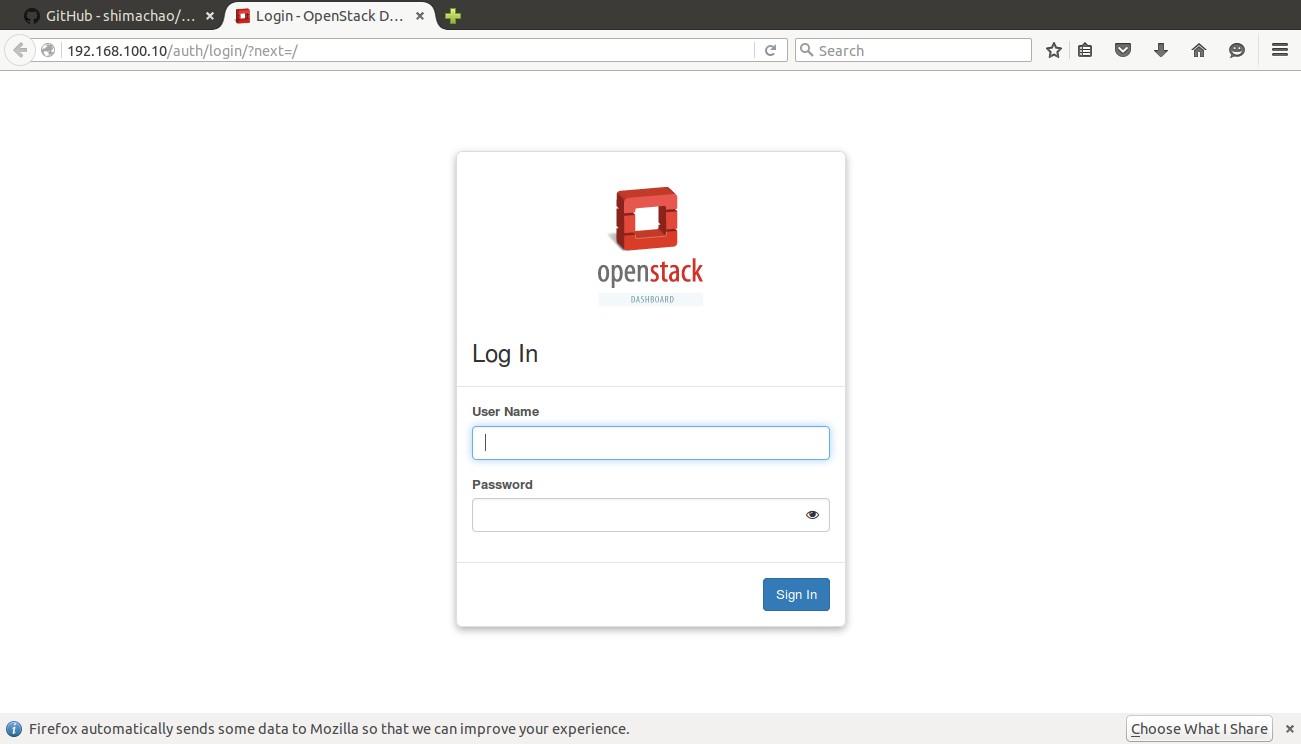 GitHub - shimachao/... Login - OpenStack D...
192.168.100.10/auth/login/?next=/ Search
openstack
DASHBOARD
Log In
User Name
Password
Sign In
Firefox automatically sends some data to Mozilla so that we can improve your experience. Choose What I Share